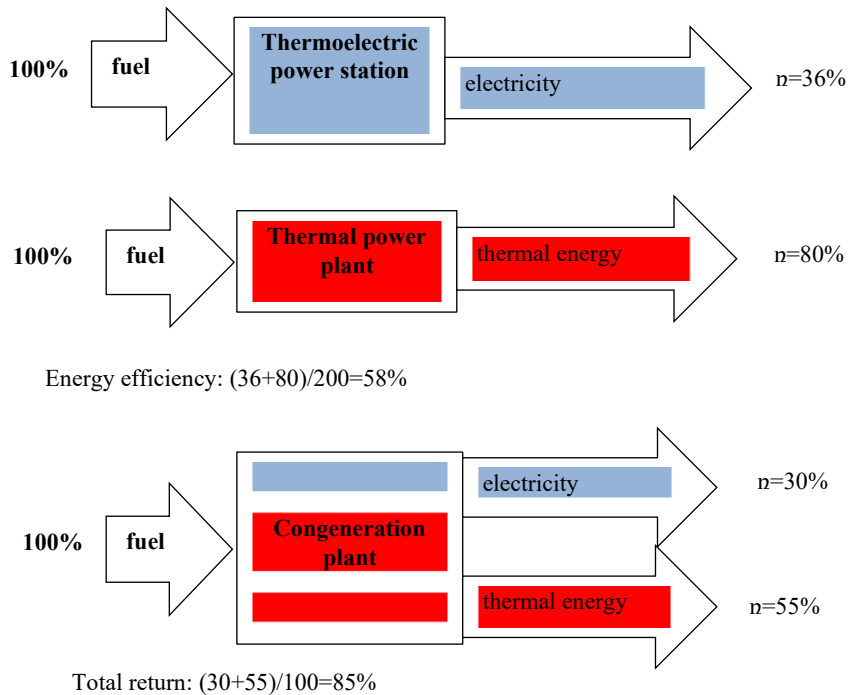 100%
fuel
Thermoelectric
power station
electricity
n=36%
100%
fuel
Thermal power
plant
thermal energy
n=80%
Energy efficiency: (36+80)/200=58%
100%
fuel
Congeneration
plant
electricity
n=30%
thermal energy
n=55%
Total return: (30+55)/100=85%